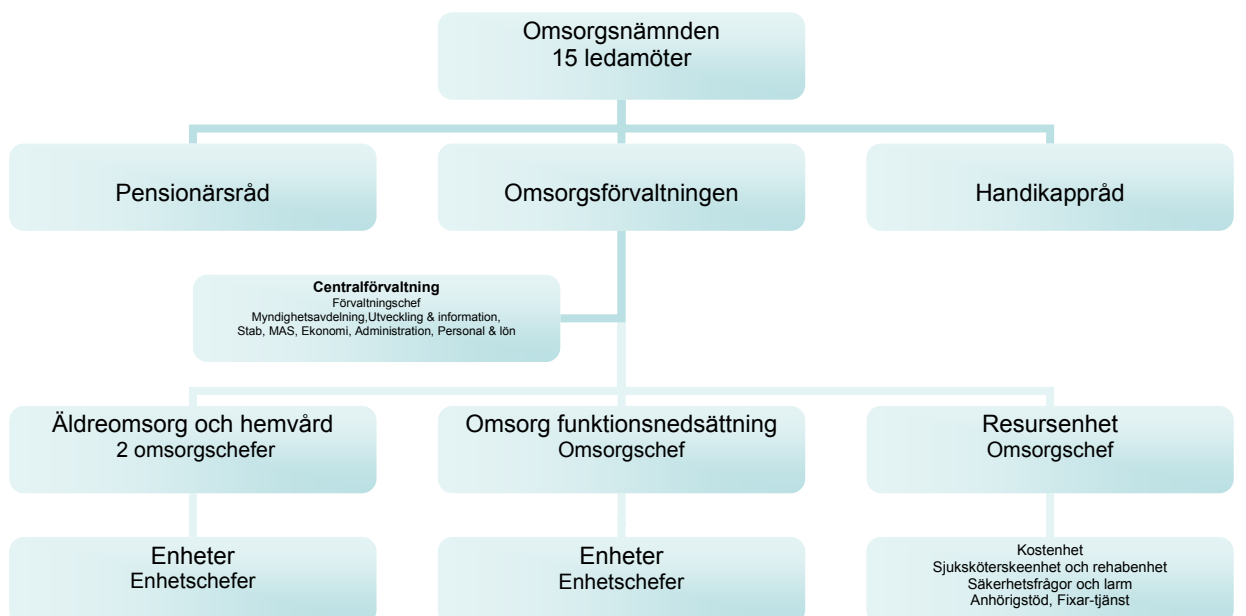 Omsorgsnämnden
15 ledamöter
Pensionärsråd
Omsorgsförvaltningen
Handikappråd
Centralförvaltning
Förvaltningschef
Myndighetsavdelning,Utveckling & information,
Stab, MAS, Ekonomi, Administration, Personal & lön
Äldreomsorg och hemvård
2 omsorgschefer
Omsorg funktionsnedsättning
Omsorgschef
Resursenhet
Omsorgschef
Enheter
Enhetschefer
Enheter
Enhetschefer
Kostenhet
Sjuksköterskeenhet och rehabenhet
Säkerhetsfrågor och larm
Anhörigstöd, Fixar-tjänst